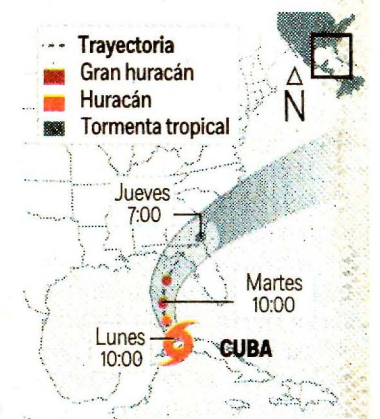 Trayectoria
Gran huracán
Huracán
Tormenta tropical
N
Jueves
7:00
Martes
10:00
Lunes
10:00
CUBA